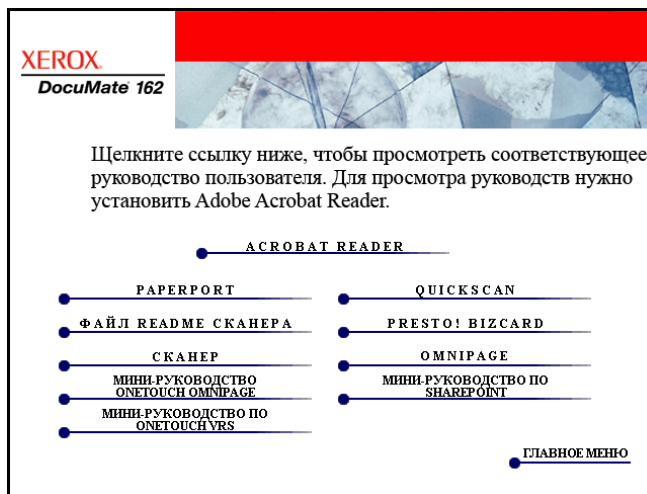 XEROX
DocuMate 162
Щелкните ссылку ниже, чтобы просмотреть соответствующее
руководство пользователя. Для просмотра руководств нужно
установить Adobe Acrobat Reader.
ACROBAT READER
PAPERPORT
QUICKSCAN
ФАЙЛ README СКАНЕРА
PRESTO! BIZCARD
СКАНЕР
OMNIPAGE
МИНИ-РУКОВОДСТВО
ONETOUCH OMNIPAGE
МИНИ-РУКОВОДСТВО ПО
SHAREPOINT
МИНИ-РУКОВОДСТВО ПО
ONETOUCH VRS
ГЛАВНОЕ МЕНЮ